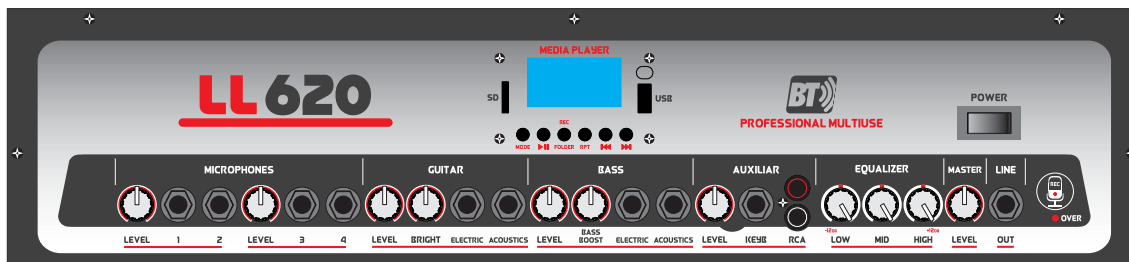 MEDIA PLAYER
LL620
SD
USB
BT
PROFESSIONAL MULTIUSE
POWER
REC
MODE FOLDER RPT
MICROPHONES GUITAR BASS AUXILIAR EQUALIZER MASTER LINE
REC
OVER
-12DB +12DB
LEVEL 1 2 LEVEL 3 4 LEVEL BRIGHT ELECTRIC ACOUSTICS LEVEL BASS BOOST ELECTRIC ACOUSTICS LEVEL KEYB RCA LOW MID HIGH LEVEL OUT